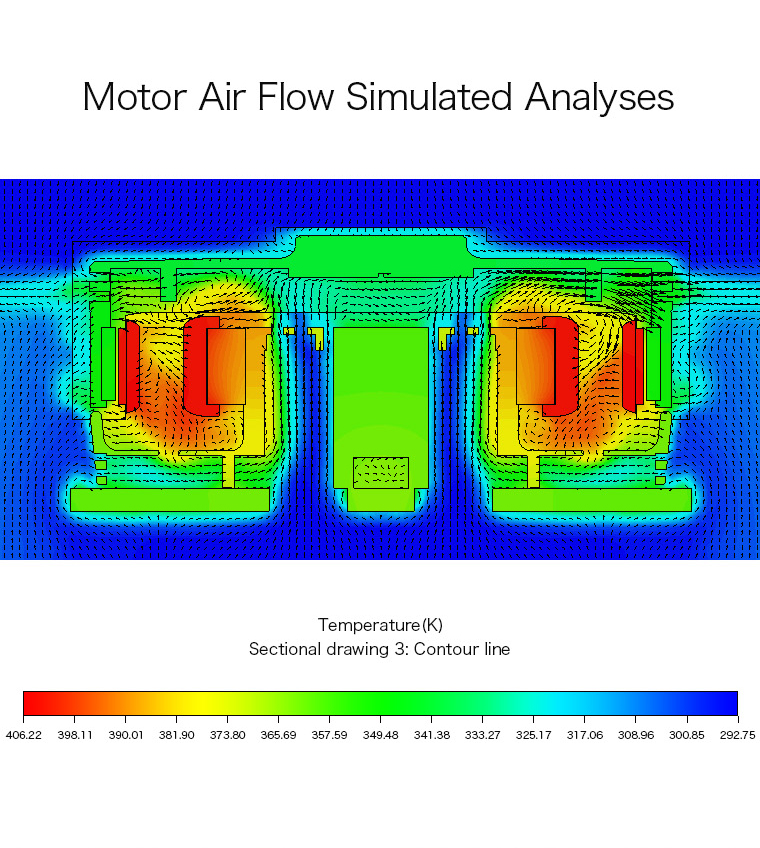 Motor Air Flow Simulated Analyses
Temperature(K)
Sectional drawing 3: Contour line
406.22 398.11 390.01 381.90 373.80 365.69 357.59 349.48 341.38 333.27 325.17 317.06 308.96 300.85 292.75